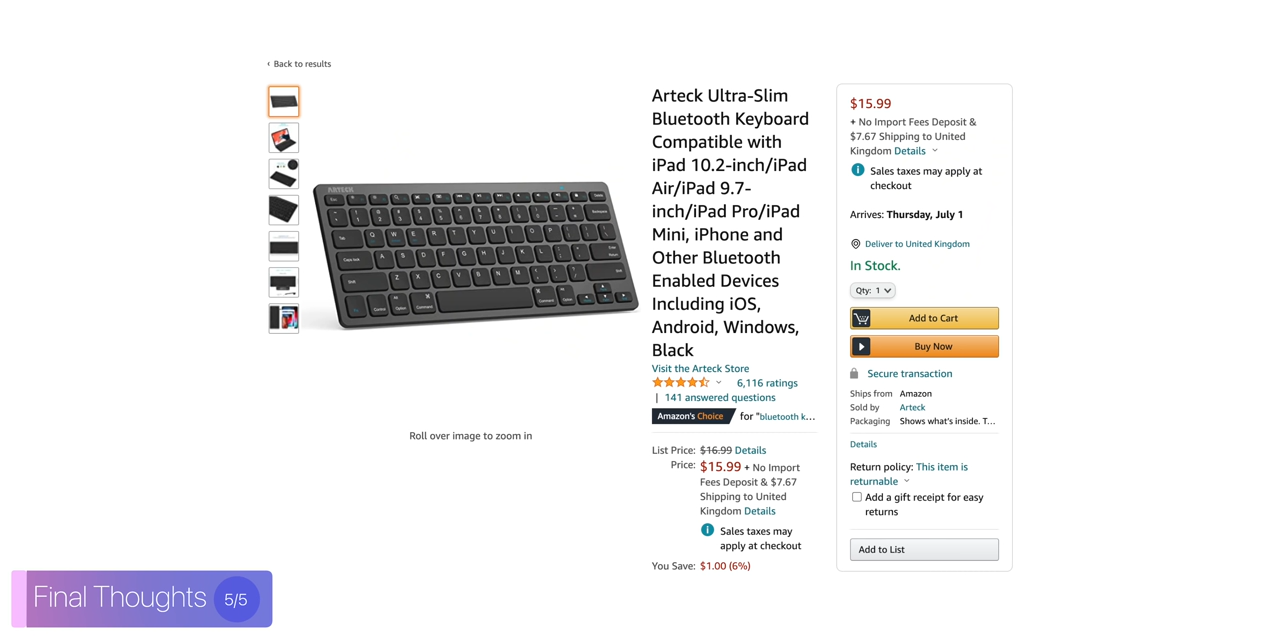 ‹ Back to results
ARTECK
Roll over image to zoom in
Arteck Ultra-Slim
Bluetooth Keyboard
Compatible with
iPad 10.2-inch/iPad
Air/iPad 9.7-
inch/iPad Pro/iPad
Mini, iPhone and
Other Bluetooth
Enabled Devices
Including iOS,
Android, Windows,
Black
Visit the Arteck Store
6,116 ratings
| 141 answered questions
Amazon's Choice for "bluetooth k...
List Price: $16.99 Details
Price: $15.99 + No Import
Fees Deposit & $7.67
Shipping to United
Kingdom Details
Sales taxes may
apply at checkout
You Save: $1.00 (6%)
$15.99
+ No Import Fees Deposit &
$7.67 Shipping to United
Kingdom Details
Sales taxes may apply at
checkout
Arrives: Thursday, July 1
Deliver to United Kingdom
In Stock.
Qty: 1
Add to Cart
Buy Now
Secure transaction
Ships from Amazon
Sold by Arteck
Packaging Shows what's inside. T...
Details
Return policy: This item is
returnable
Add a gift receipt for easy
returns
Add to List
Final Thoughts 5/5